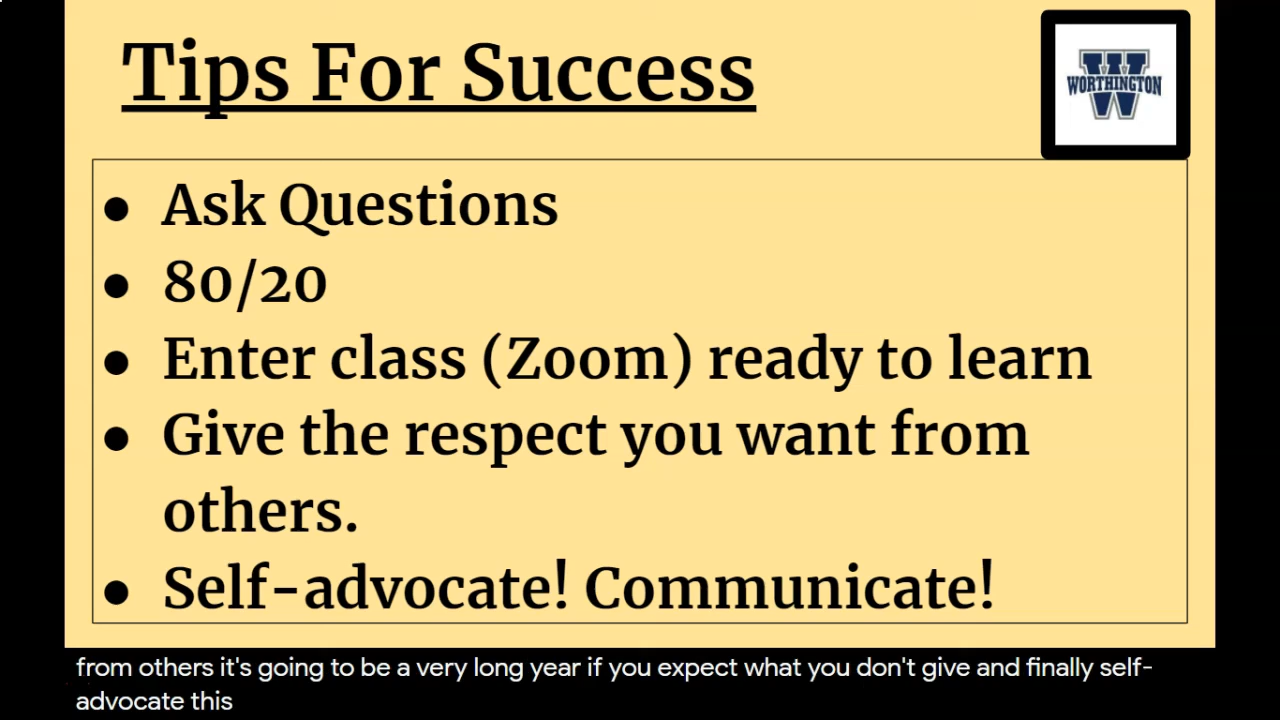 Tips For Success
WORTHINGTON
W
● Ask Questions
● 80/20
● Enter class (Zoom) ready to learn
● Give the respect you want from
others.
● Self-advocate! Communicate!
from others it's going to be a very long year if you expect what you don't give and finally self-
advocate this